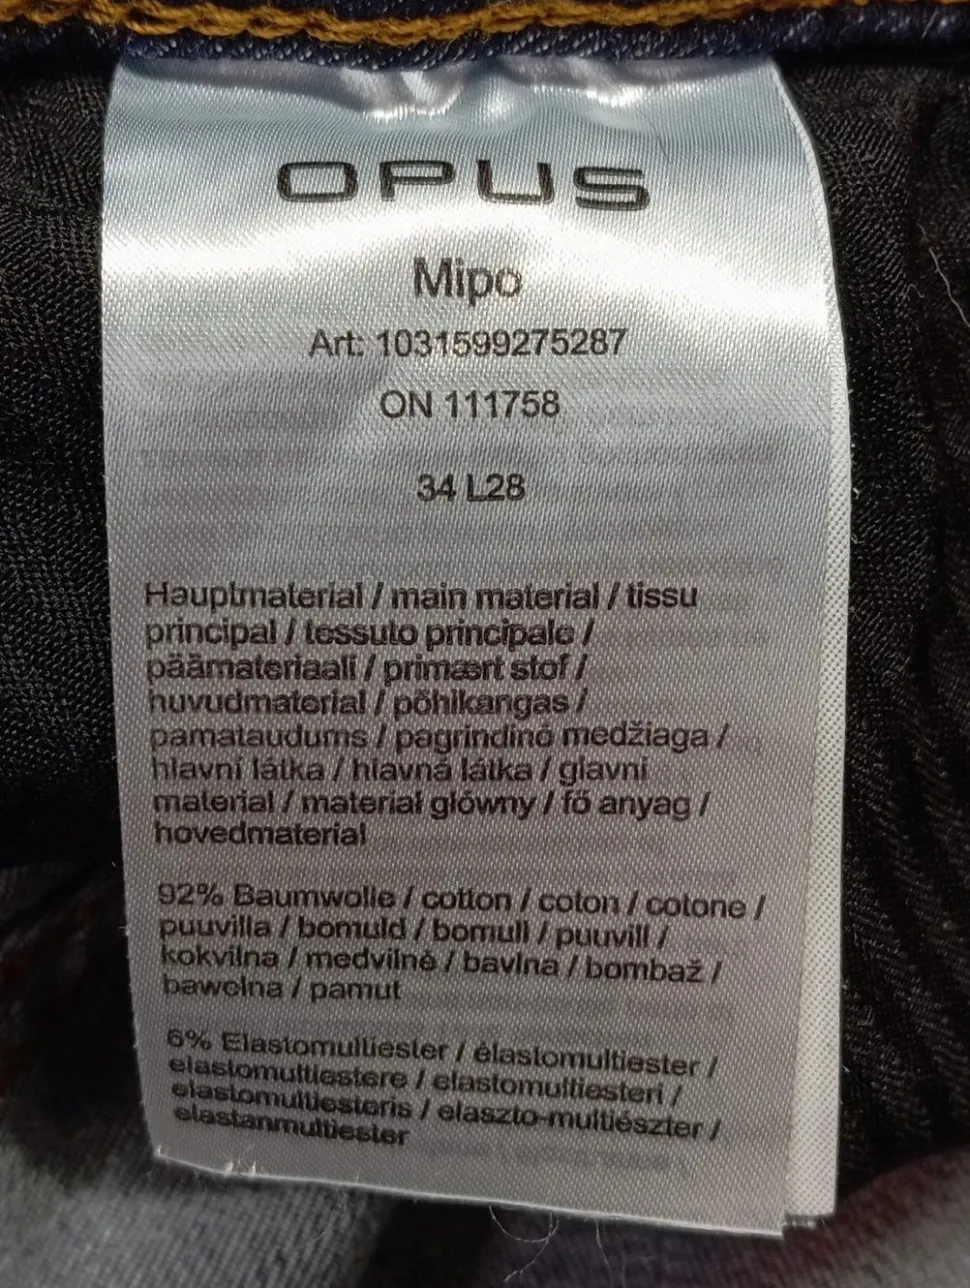 OPUS
Mipo
Art: 1031599275287
ON 111758
34 L28
Hauptmaterial / main material / tissu
principal / tessuto principale /
päämateriaali / primært stof /
huvudmaterial / põhikangas /
pamataudums / pagrindinė medžiaga /
hlavní látka / hlavná látka / glavni
material / materiał główny / fő anyag /
hovedmaterial
92% Baumwolle / cotton / coton / cotone /
puuvilla / bomuld / bomull / puuvill /
kokvilna / medvilnė / bavlna / bombaž /
bawełna / pamut
6% Elastomultiester / élastomultiester /
elastomultiestere / elastomultiesteri /
elastomultiesteris / elaszto-multiészter /
elastanmultiester